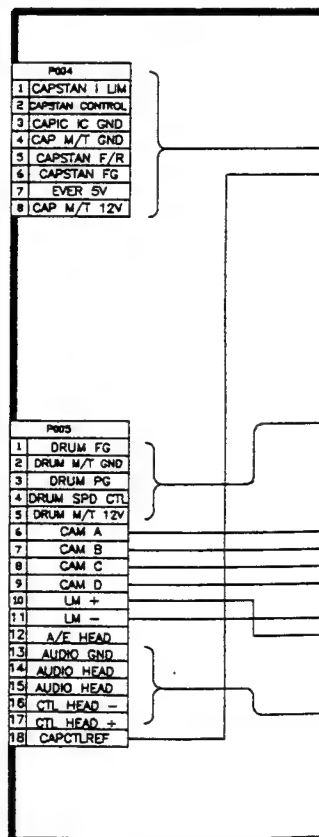 P004
1 CAPSTAN I LIM
2 CAPSTAN CONTROL
3 CAPIC IC GND
4 CAP M/T GND
5 CAPSTAN F/R
6 CAPSTAN FG
7 EVER 5V
8 CAP M/T 12V
P005
1 DRUM FG
2 DRUM M/T GND
3 DRUM PG
4 DRUM SPD CTL
5 DRUM M/T 12V
6 CAM A
7 CAM B
8 CAM C
9 CAM D
10 LM +
11 LM -
12 A/E HEAD
13 AUDIO GND
14 AUDIO HEAD
15 AUDIO HEAD
16 CTL HEAD -
17 CTL HEAD +
18 CAPCTLREF